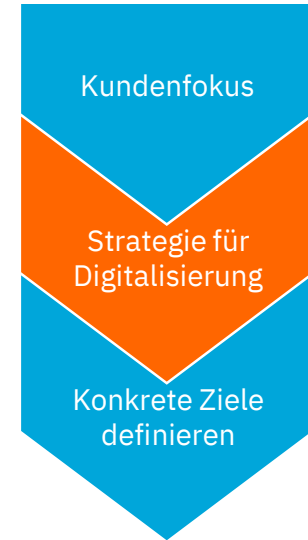 Kundenfokus
Strategie für
Digitalisierung
Konkrete Ziele
definieren